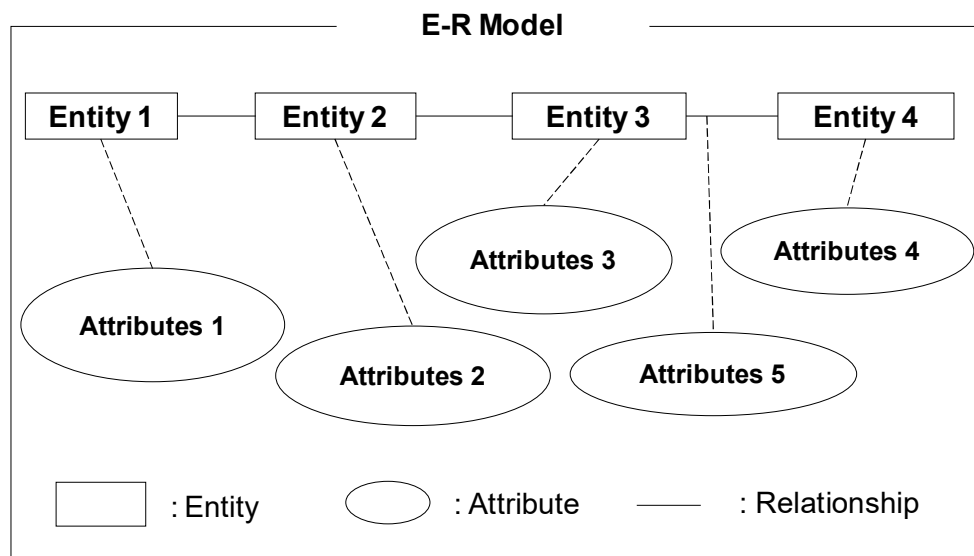 E-R Model
Entity 1 Entity 2 Entity 3 Entity 4
Attributes 3 Attributes 4
Attributes 1
Attributes 2 Attributes 5
: Entity : Attribute : Relationship